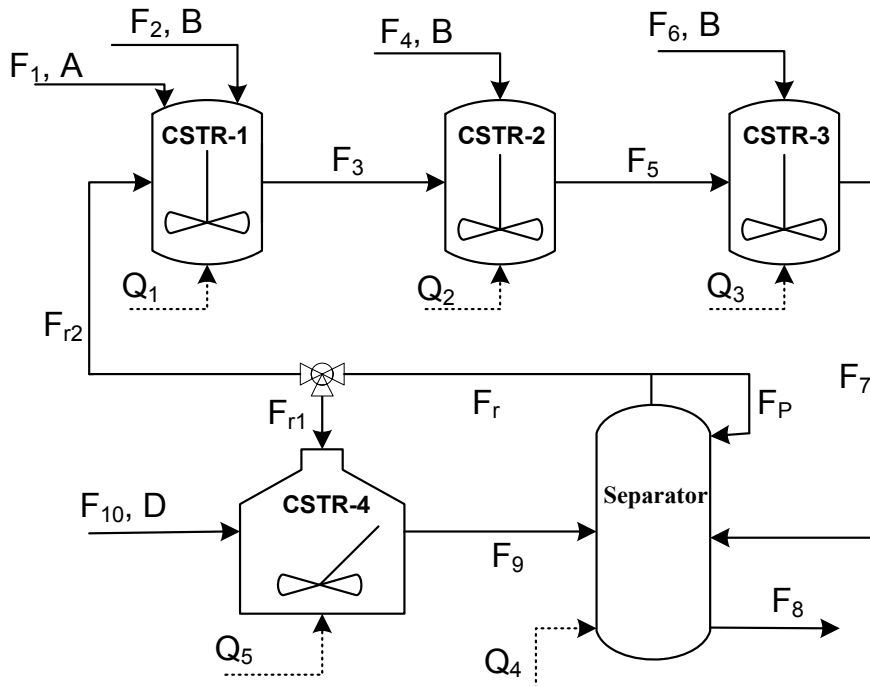 F2, B
F4, B
F6, B
F1, A
CSTR-1
CSTR-2
CSTR-3
F3
F5
Q1
Q2
Q3
Fr2
F7
Fr1
Fr
FP
CSTR-4
Separator
F10, D
F9
F8
Q5
Q4